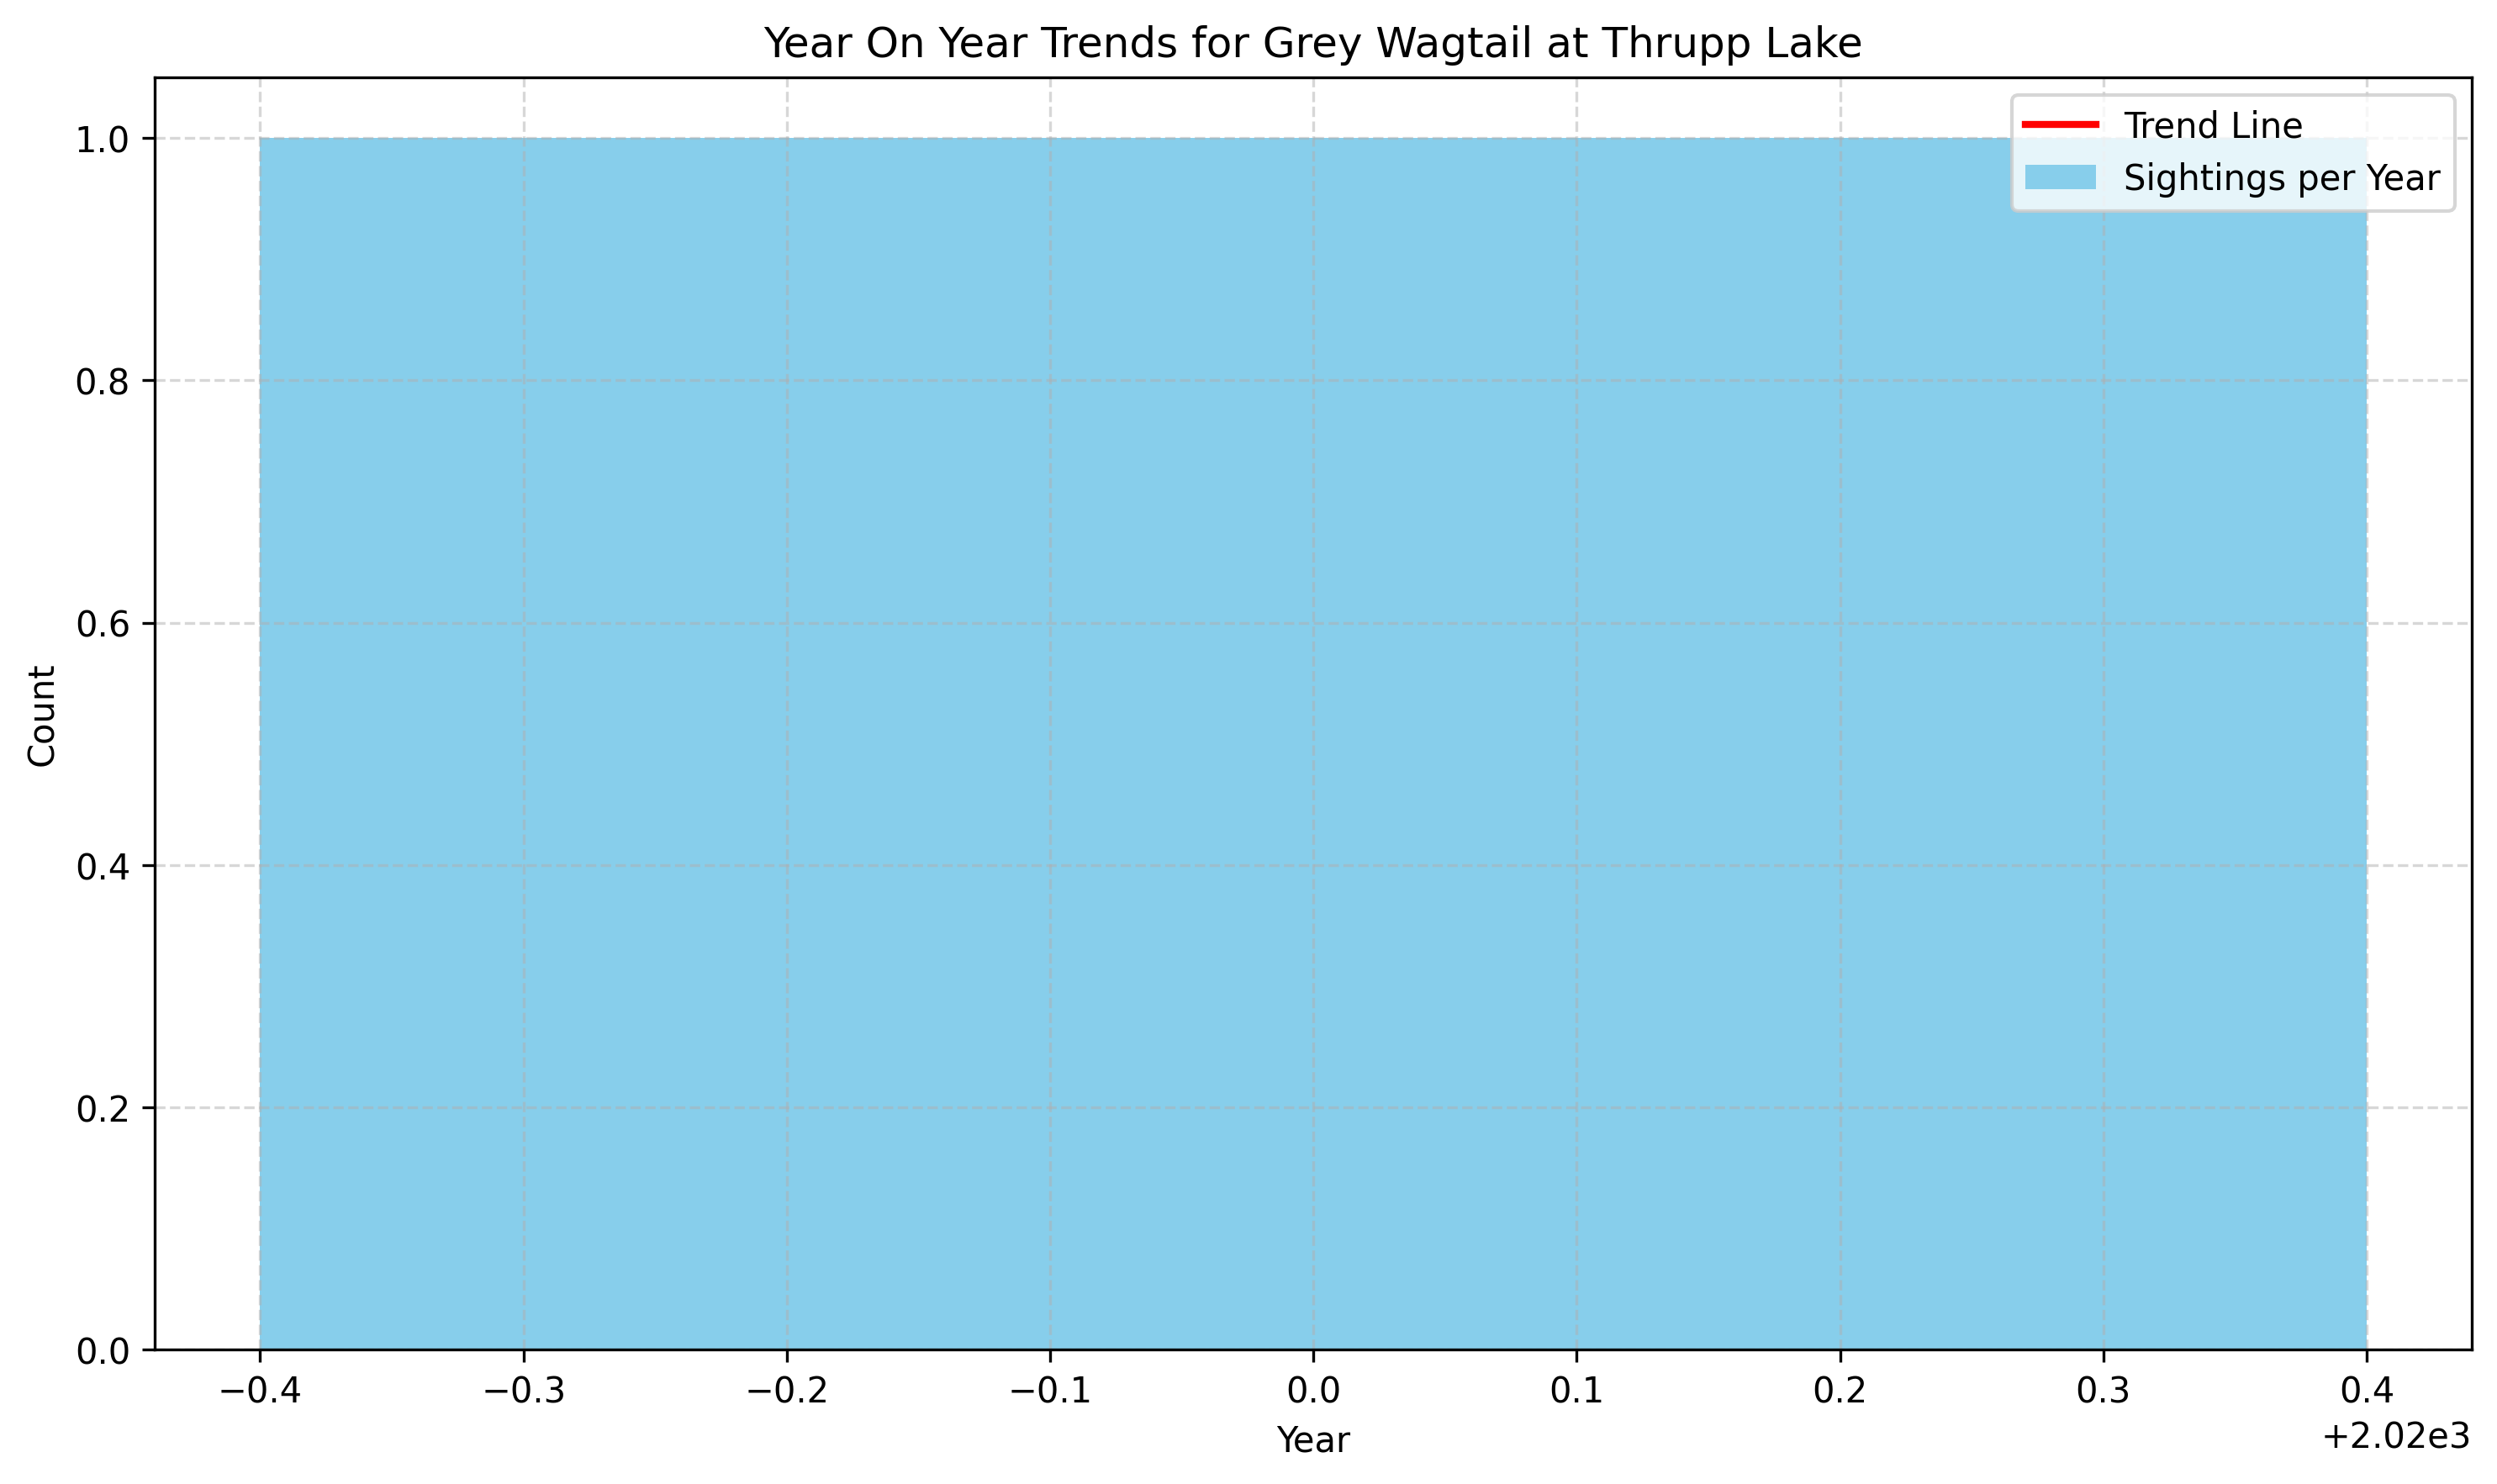 Year On Year Trends for Grey Wagtail at Thrupp Lake
Trend Line
Sightings per Year
1.0
0.8
0.6
0.4
0.2
0.0
Count
−0.4 −0.3 −0.2 −0.1 0.0 0.1 0.2 0.3 0.4
+2.02e3
Year